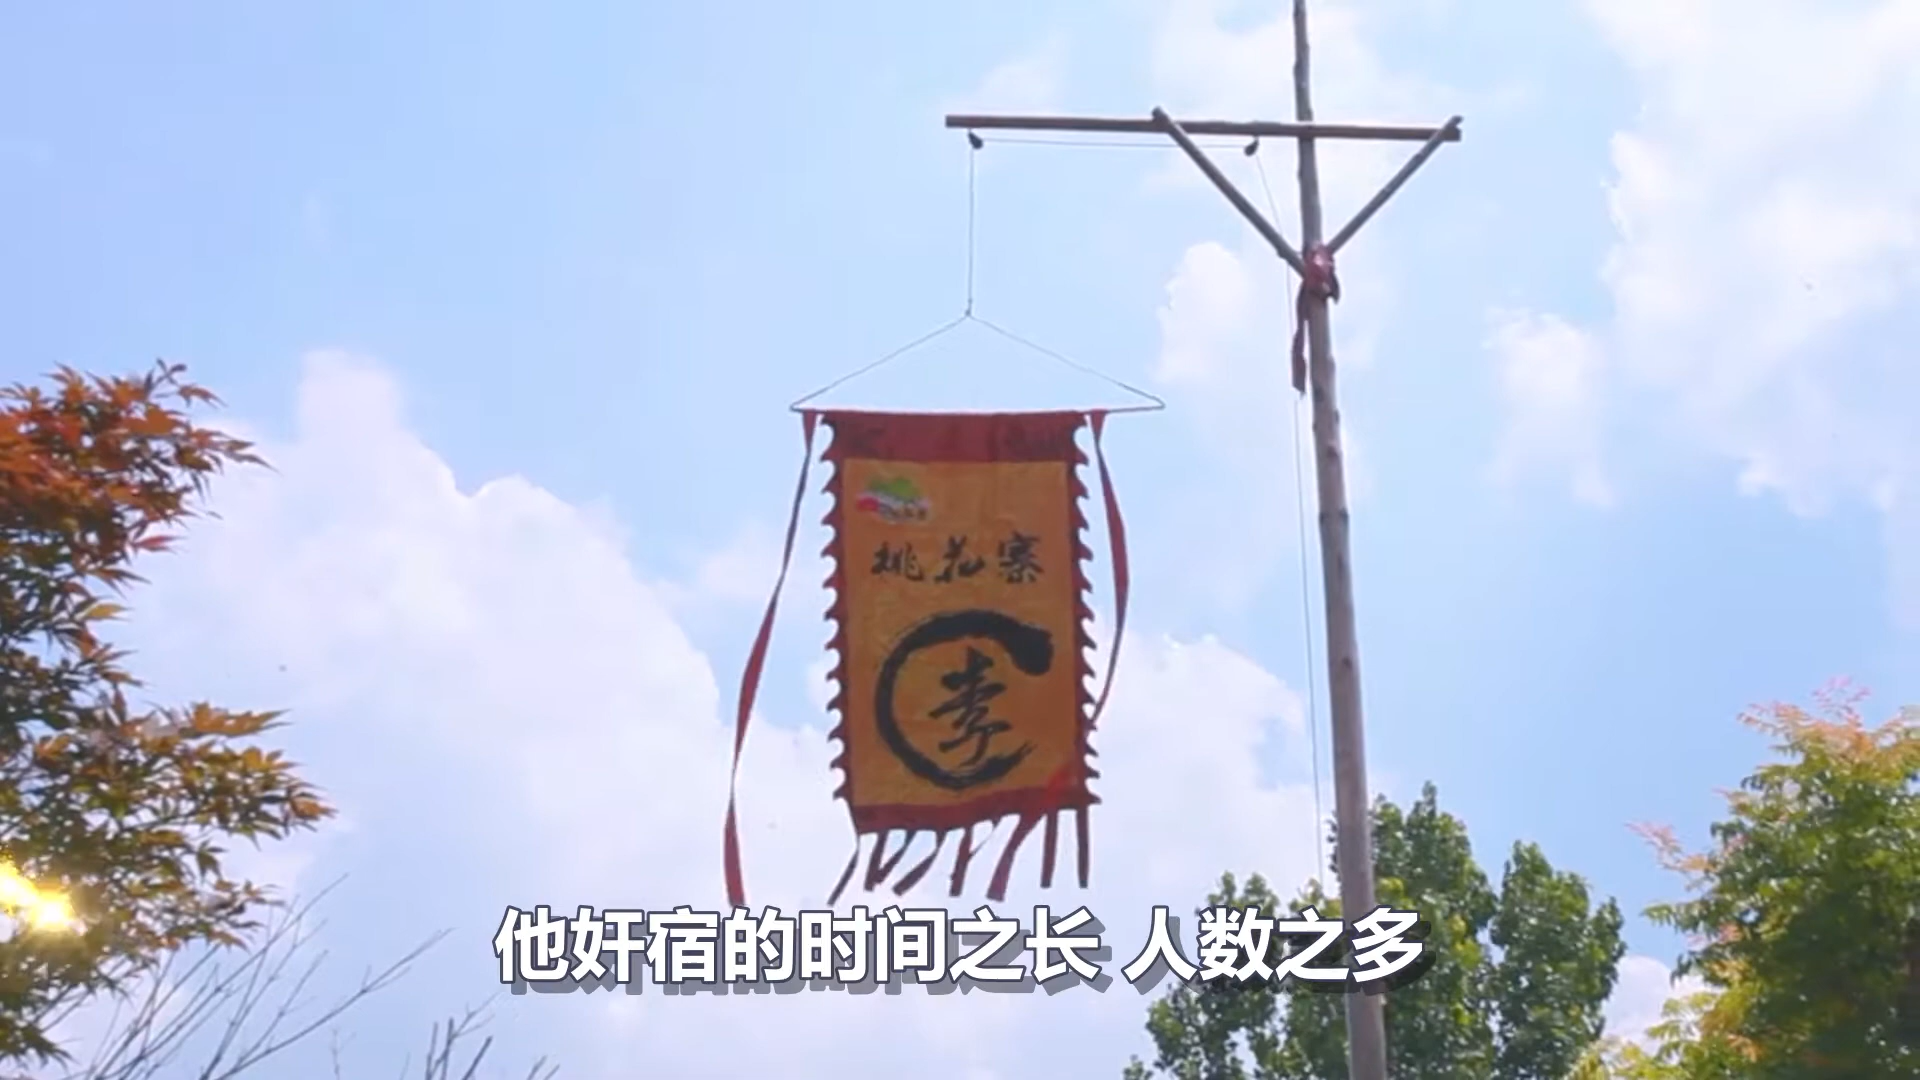 桃花寨
李
他奸宿的时间之长 人数之多